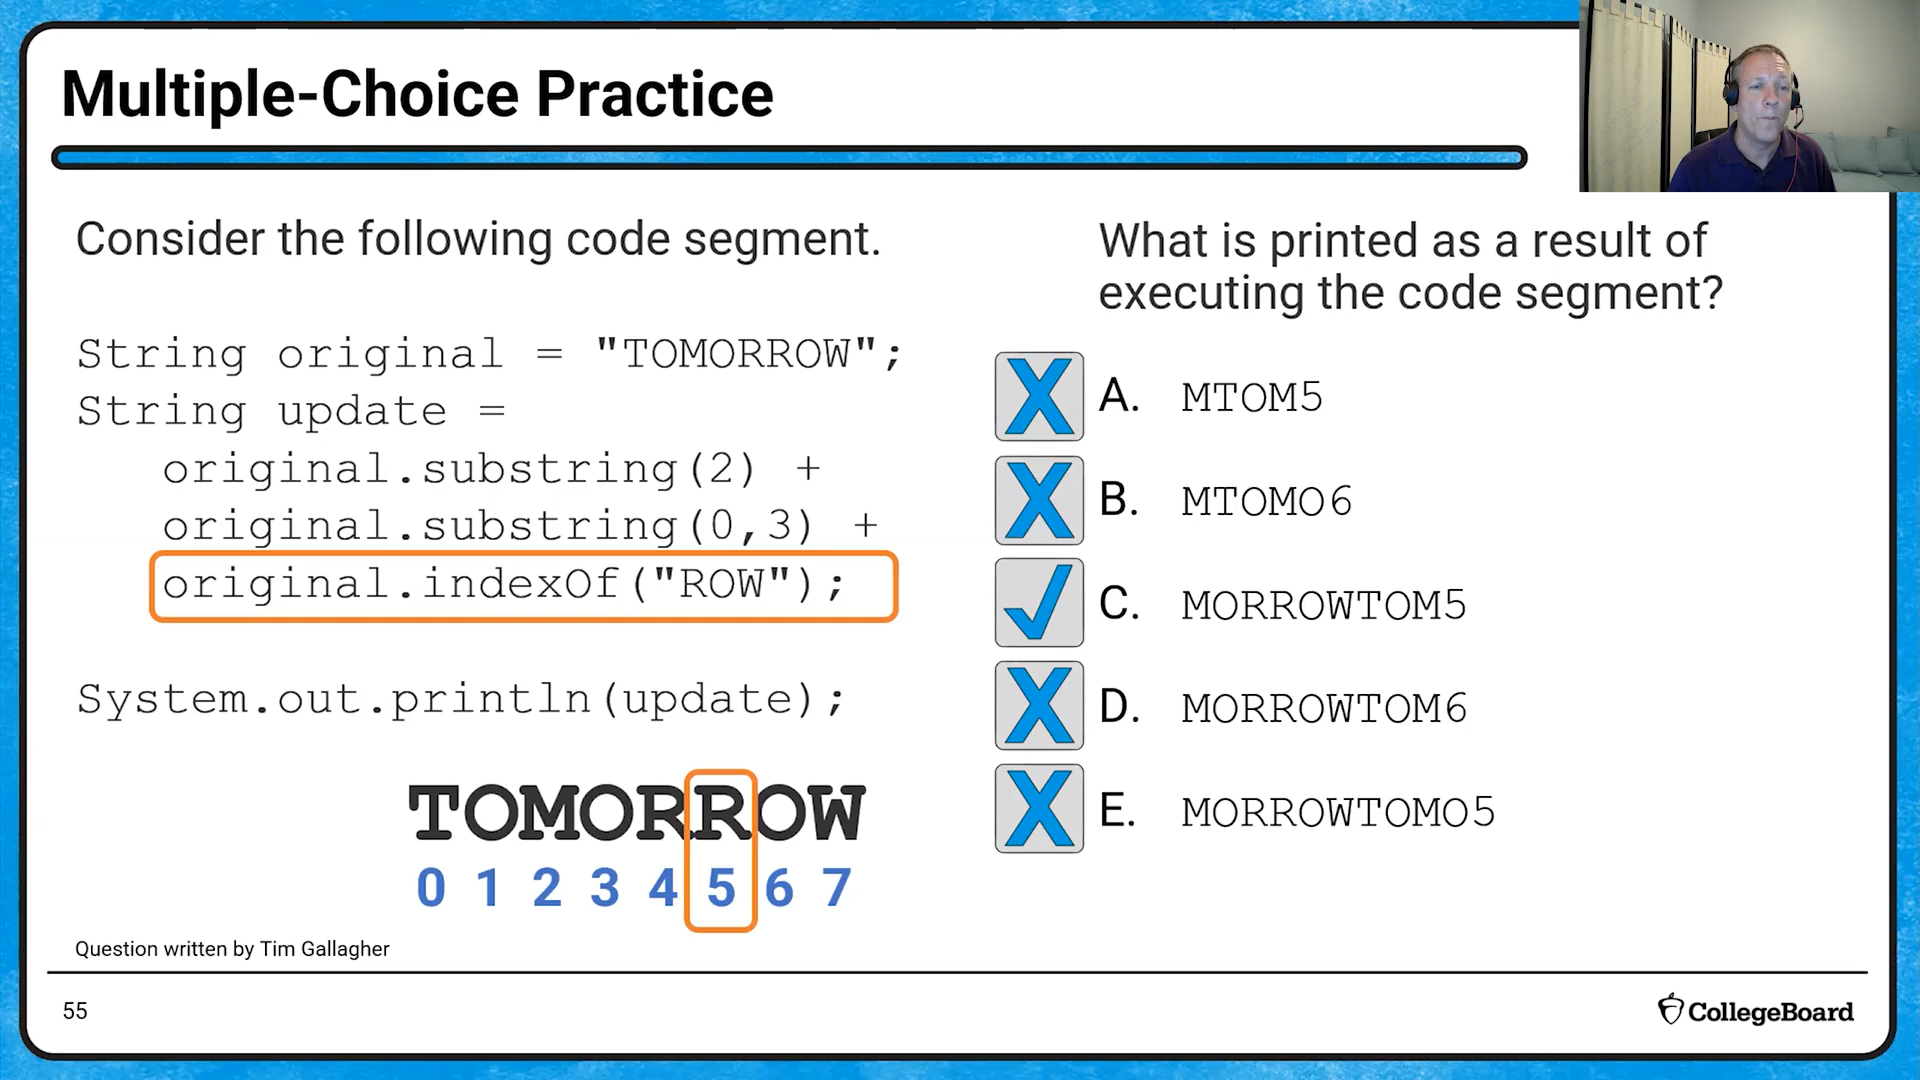 Multiple-Choice Practice
Consider the following code segment.
String original = "TOMORROW";
String update =
original.substring(2) +
original.substring(0,3) +
original.indexOf("ROW");
System.out.println(update);
TOMORROW
0 1 2 3 4 5 6 7
What is printed as a result of
executing the code segment?
X A. MTOM5
X B. MTOMO6
✓ C. MORROWTOM5
X D. MORROWTOM6
X E. MORROWTOMO5
Question written by Tim Gallagher
55
CollegeBoard